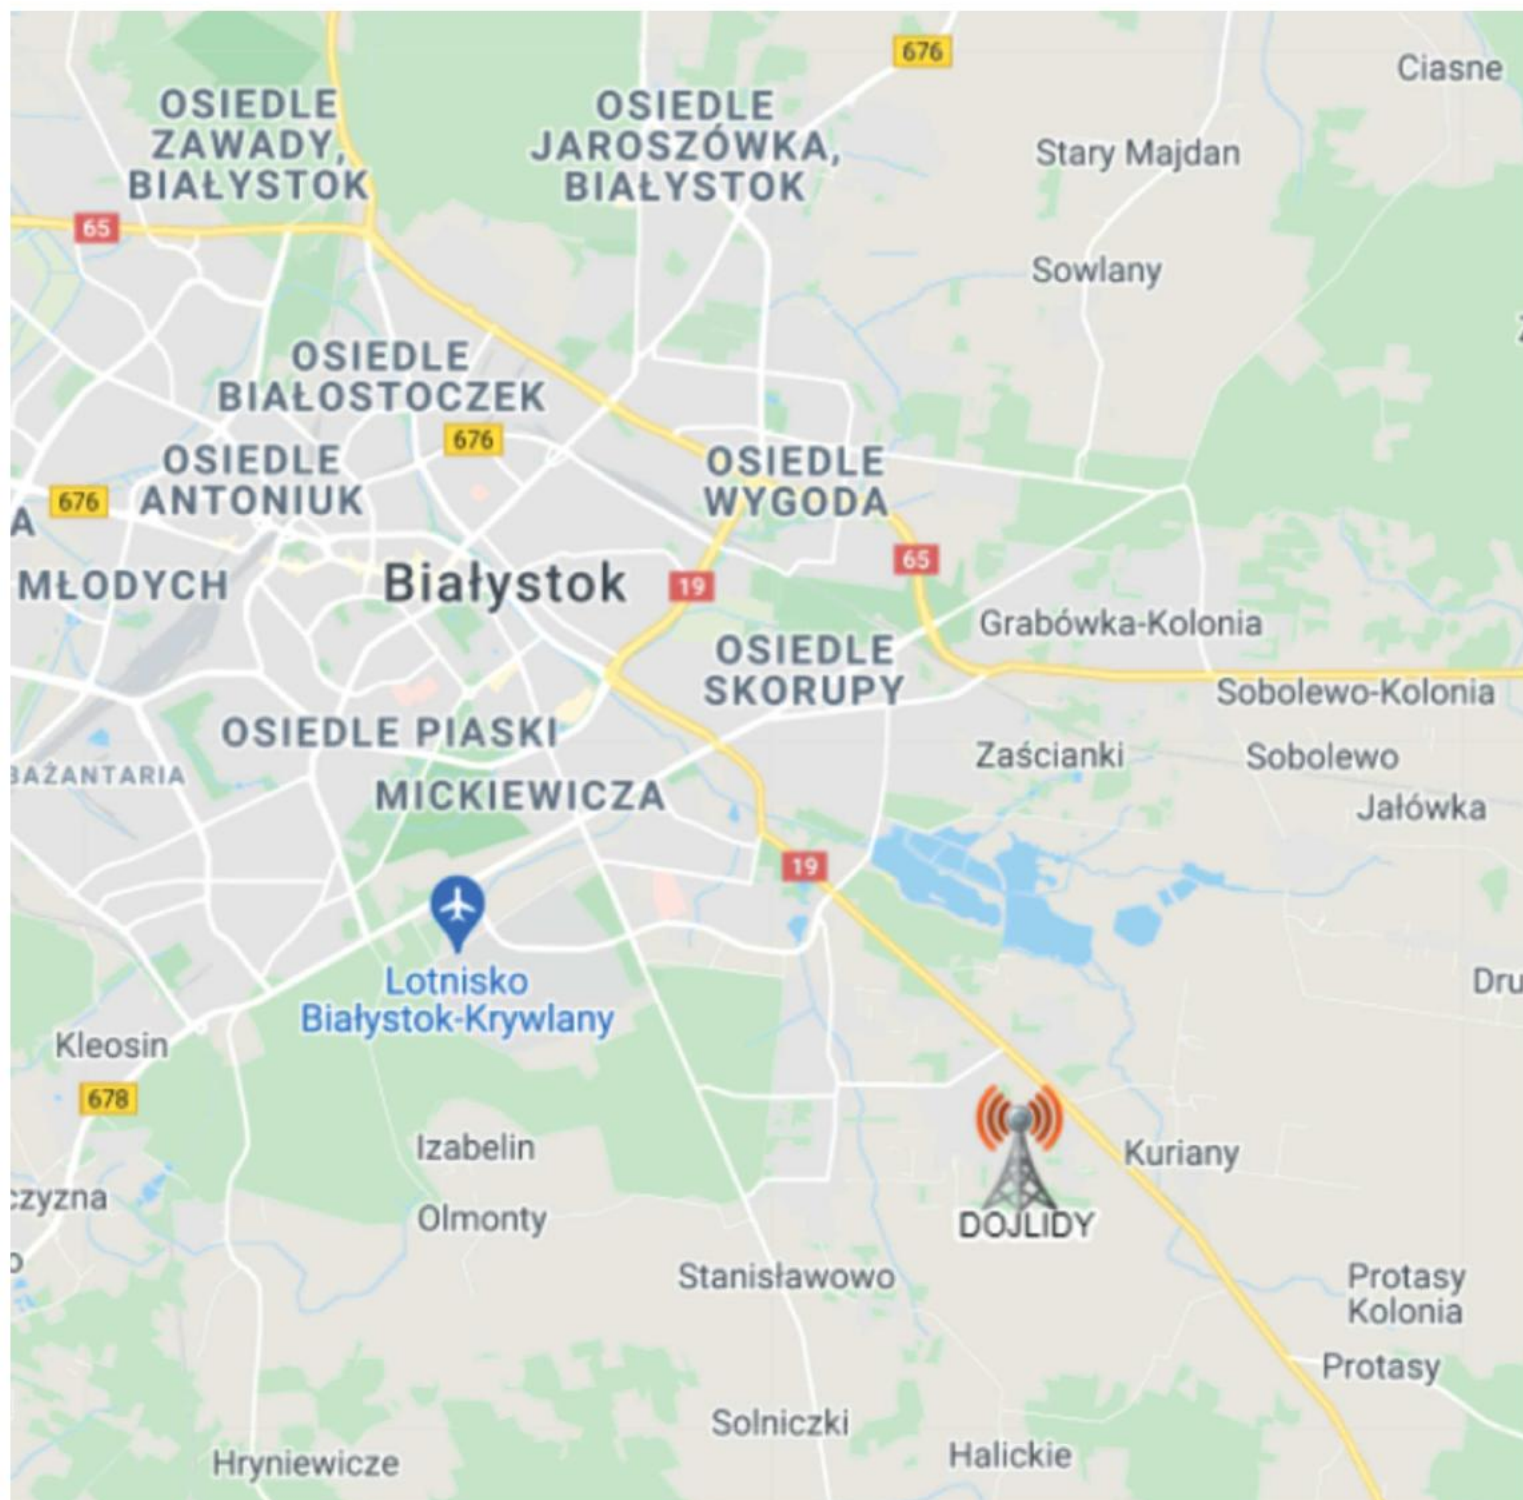 676
Ciasne
OSIEDLE
ZAWADY,
BIAŁYSTOK
OSIEDLE
JAROSZÓWKA,
BIAŁYSTOK
Stary Majdan
65
Sowlany
OSIEDLE
BIAŁOSTOCZEK
676
OSIEDLE
ANTONIUK
OSIEDLE
WYGODA
676
A
MŁODYCH
Białystok
19
65
Grabówka-Kolonia
OSIEDLE
SKORUPY
Sobolewo-Kolonia
OSIEDLE PIASKI
Zaścianki
Sobolewo
BAŻANTARIA
MICKIEWICZA
Jałówka
19
Lotnisko
Białystok-Krywlany
Dru
Kleosin
678
Izabelin
Kuriany
czyzna
Olmonty
DOJLIDY
o
Stanisławowo
Protasy
Kolonia
Protasy
Solniczki
Halickie
Hryniewicze